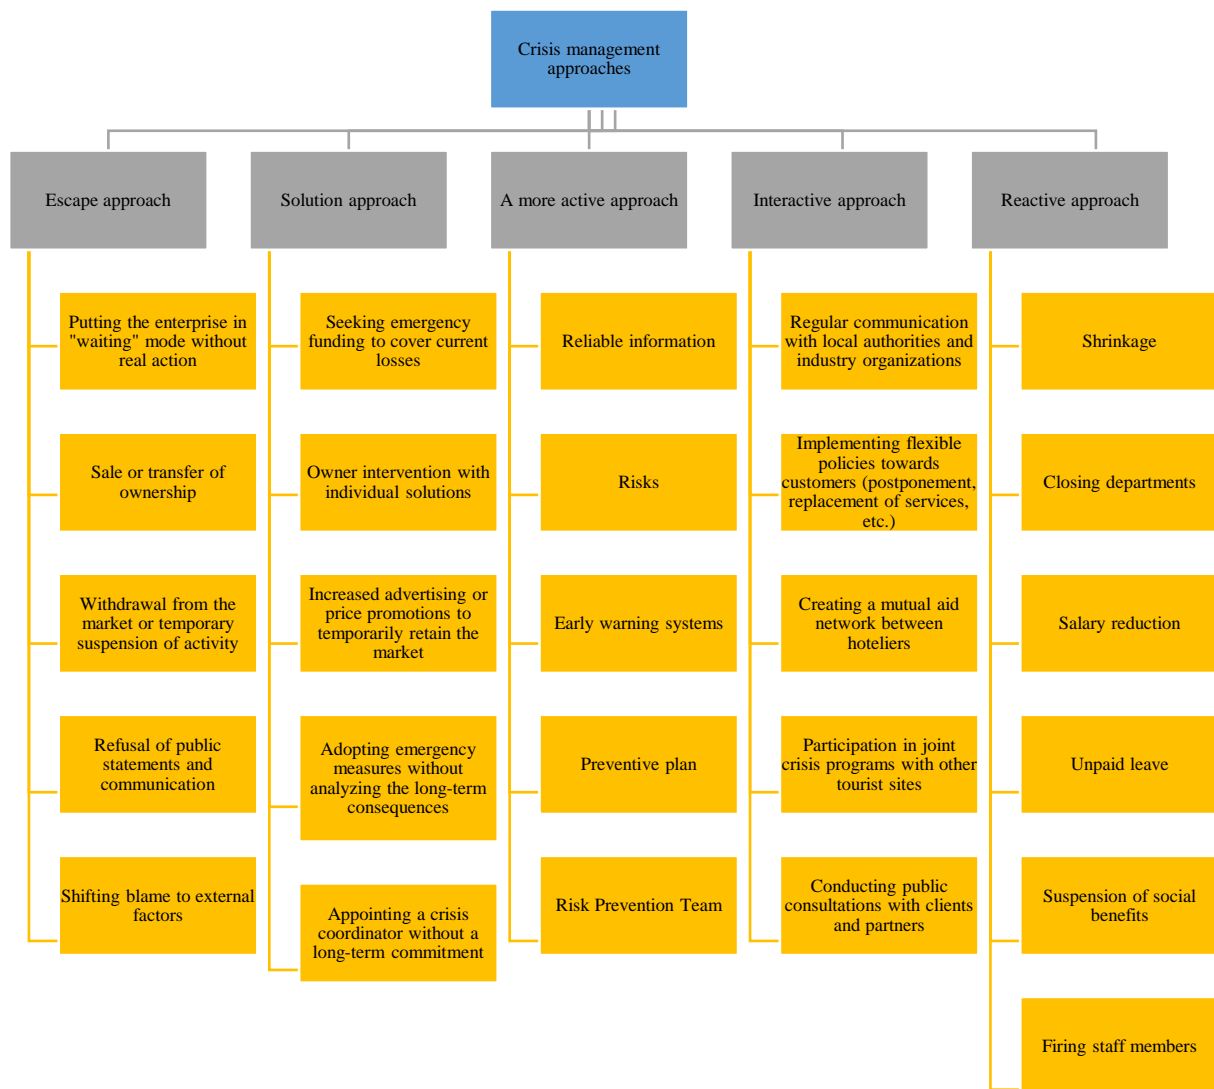 Crisis management
approaches
Escape approach
Solution approach
A more active approach
Interactive approach
Reactive approach
Putting the enterprise in
"waiting" mode without
real action
Sale or transfer of
ownership
Withdrawal from the
market or temporary
suspension of activity
Refusal of public
statements and
communication
Shifting blame to external
factors
Seeking emergency
funding to cover current
losses
Owner intervention with
individual solutions
Increased advertising or
price promotions to
temporarily retain the
market
Adopting emergency
measures without
analyzing the long-term
consequences
Appointing a crisis
coordinator without a
long-term commitment
Reliable information
Risks
Early warning systems
Preventive plan
Risk Prevention Team
Regular communication
with local authorities and
industry organizations
Implementing flexible
policies towards
customers (postponement,
replacement of services,
etc.)
Creating a mutual aid
network between
hoteliers
Participation in joint
crisis programs with other
tourist sites
Conducting public
consultations with clients
and partners
Shrinkage
Closing departments
Salary reduction
Unpaid leave
Suspension of social
benefits
Firing staff members